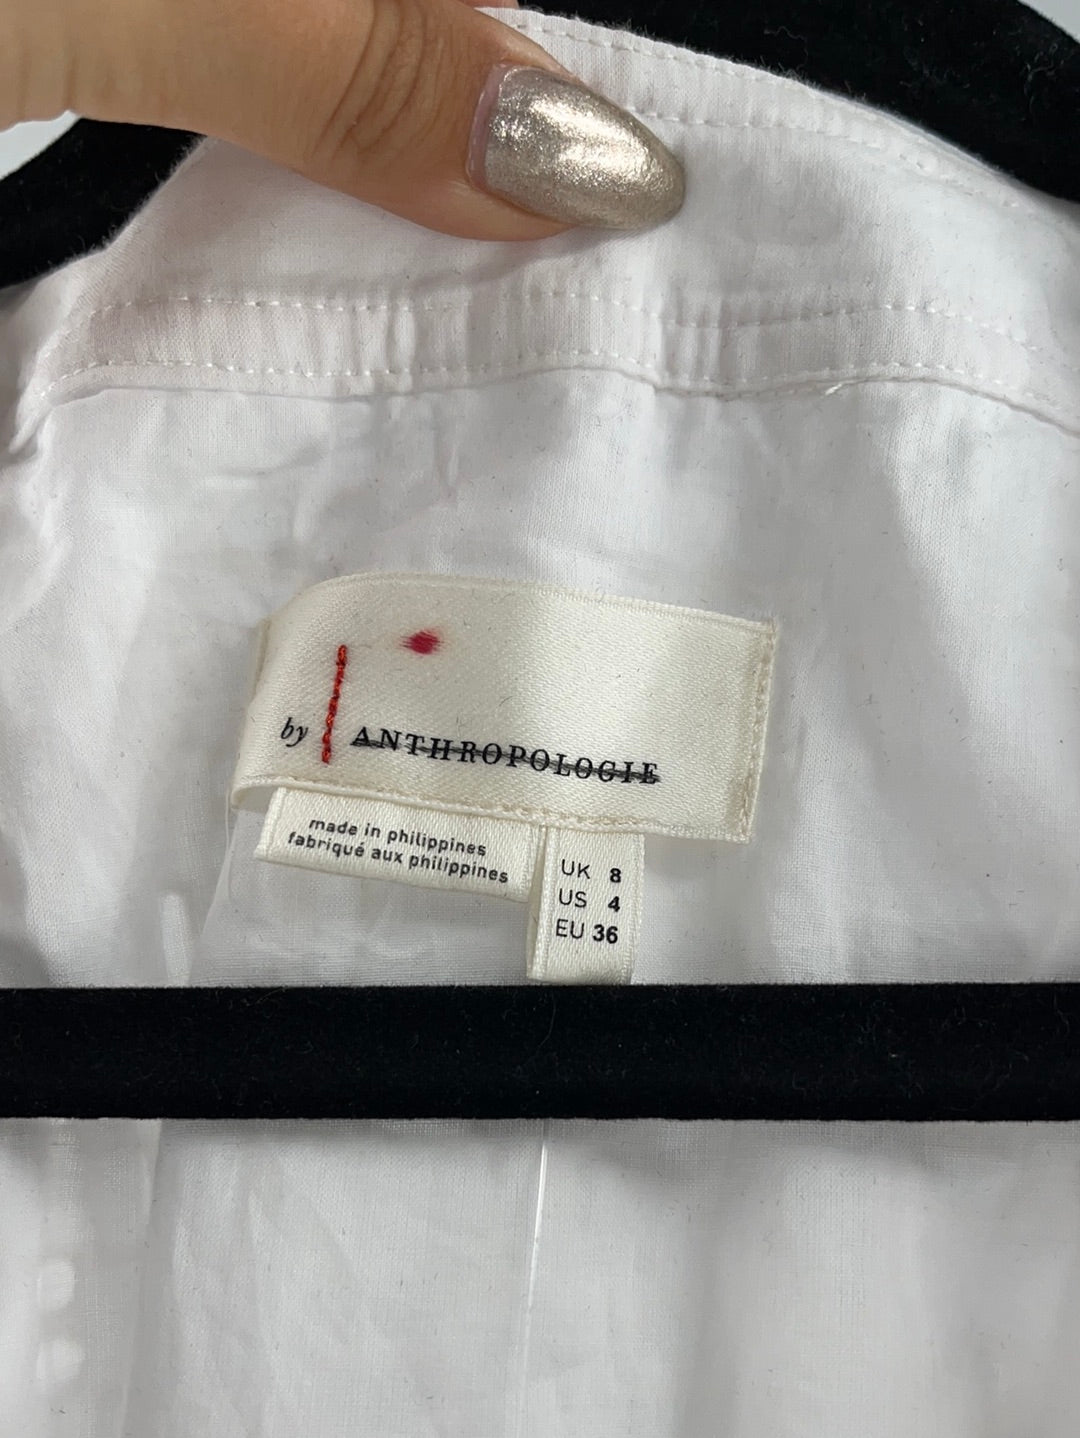 by ANTHROPOLOGIE
made in philippines
fabriqué aux philippines
UK 8
US 4
EU 36